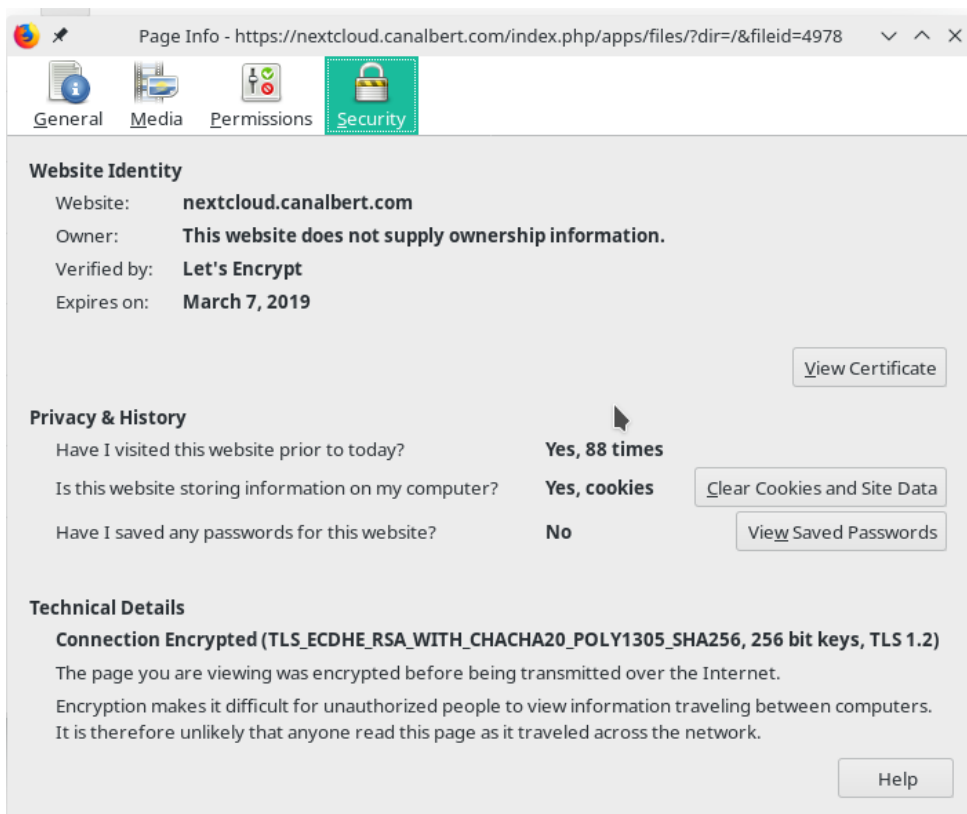 Page Info - https://nextcloud.canalbert.com/index.php/apps/files/?dir=/&fileid=4978
General Media Permissions Security
Website Identity
Website: nextcloud.canalbert.com
Owner: This website does not supply ownership information.
Verified by: Let's Encrypt
Expires on: March 7, 2019
View Certificate
Privacy & History
Have I visited this website prior to today? Yes, 88 times
Is this website storing information on my computer? Yes, cookies Clear Cookies and Site Data
Have I saved any passwords for this website? No View Saved Passwords
Technical Details
Connection Encrypted (TLS_ECDHE_RSA_WITH_CHACHA20_POLY1305_SHA256, 256 bit keys, TLS 1.2)
The page you are viewing was encrypted before being transmitted over the Internet.
Encryption makes it difficult for unauthorized people to view information traveling between computers.
It is therefore unlikely that anyone read this page as it traveled across the network.
Help